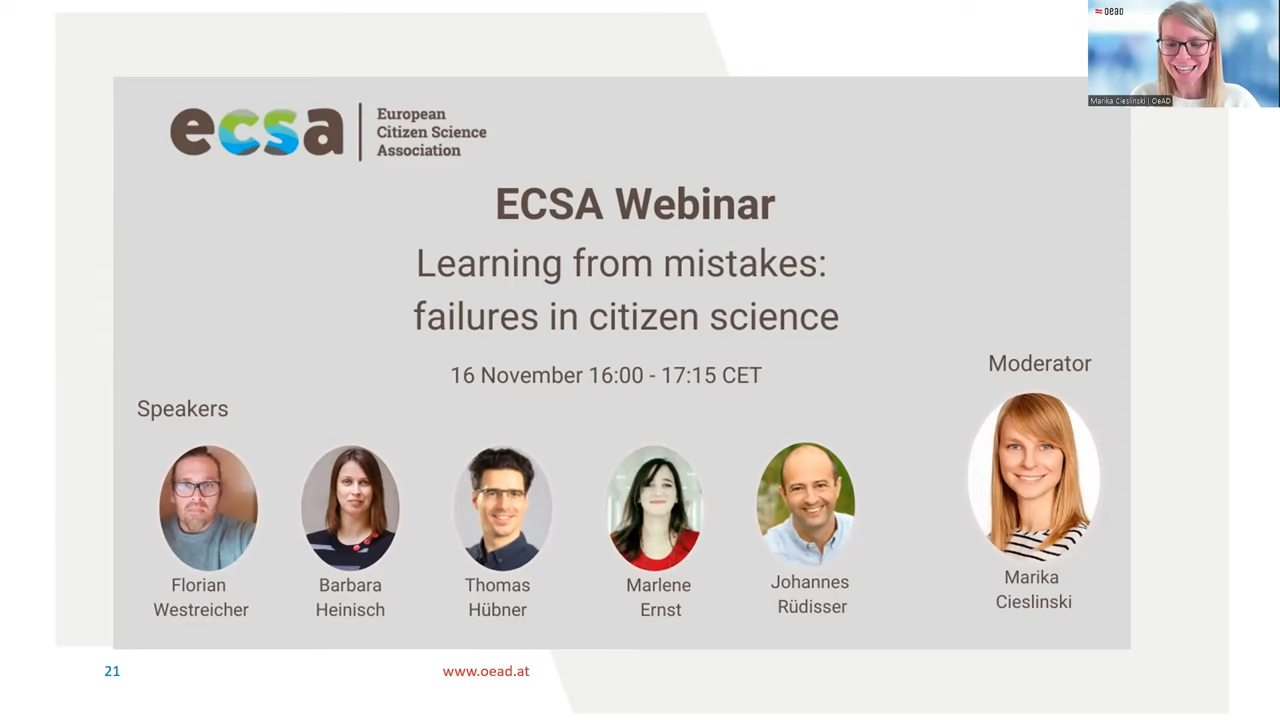 oead
Marika Cieslinski | OeAD
ecsa
European
Citizen Science
Association
ECSA Webinar
Learning from mistakes:
failures in citizen science
16 November 16:00 - 17:15 CET
Moderator
Speakers
Florian
Westreicher
Barbara
Heinisch
Thomas
Hübner
Marlene
Ernst
Johannes
Rüdisser
Marika
Cieslinski
21
www.oead.at